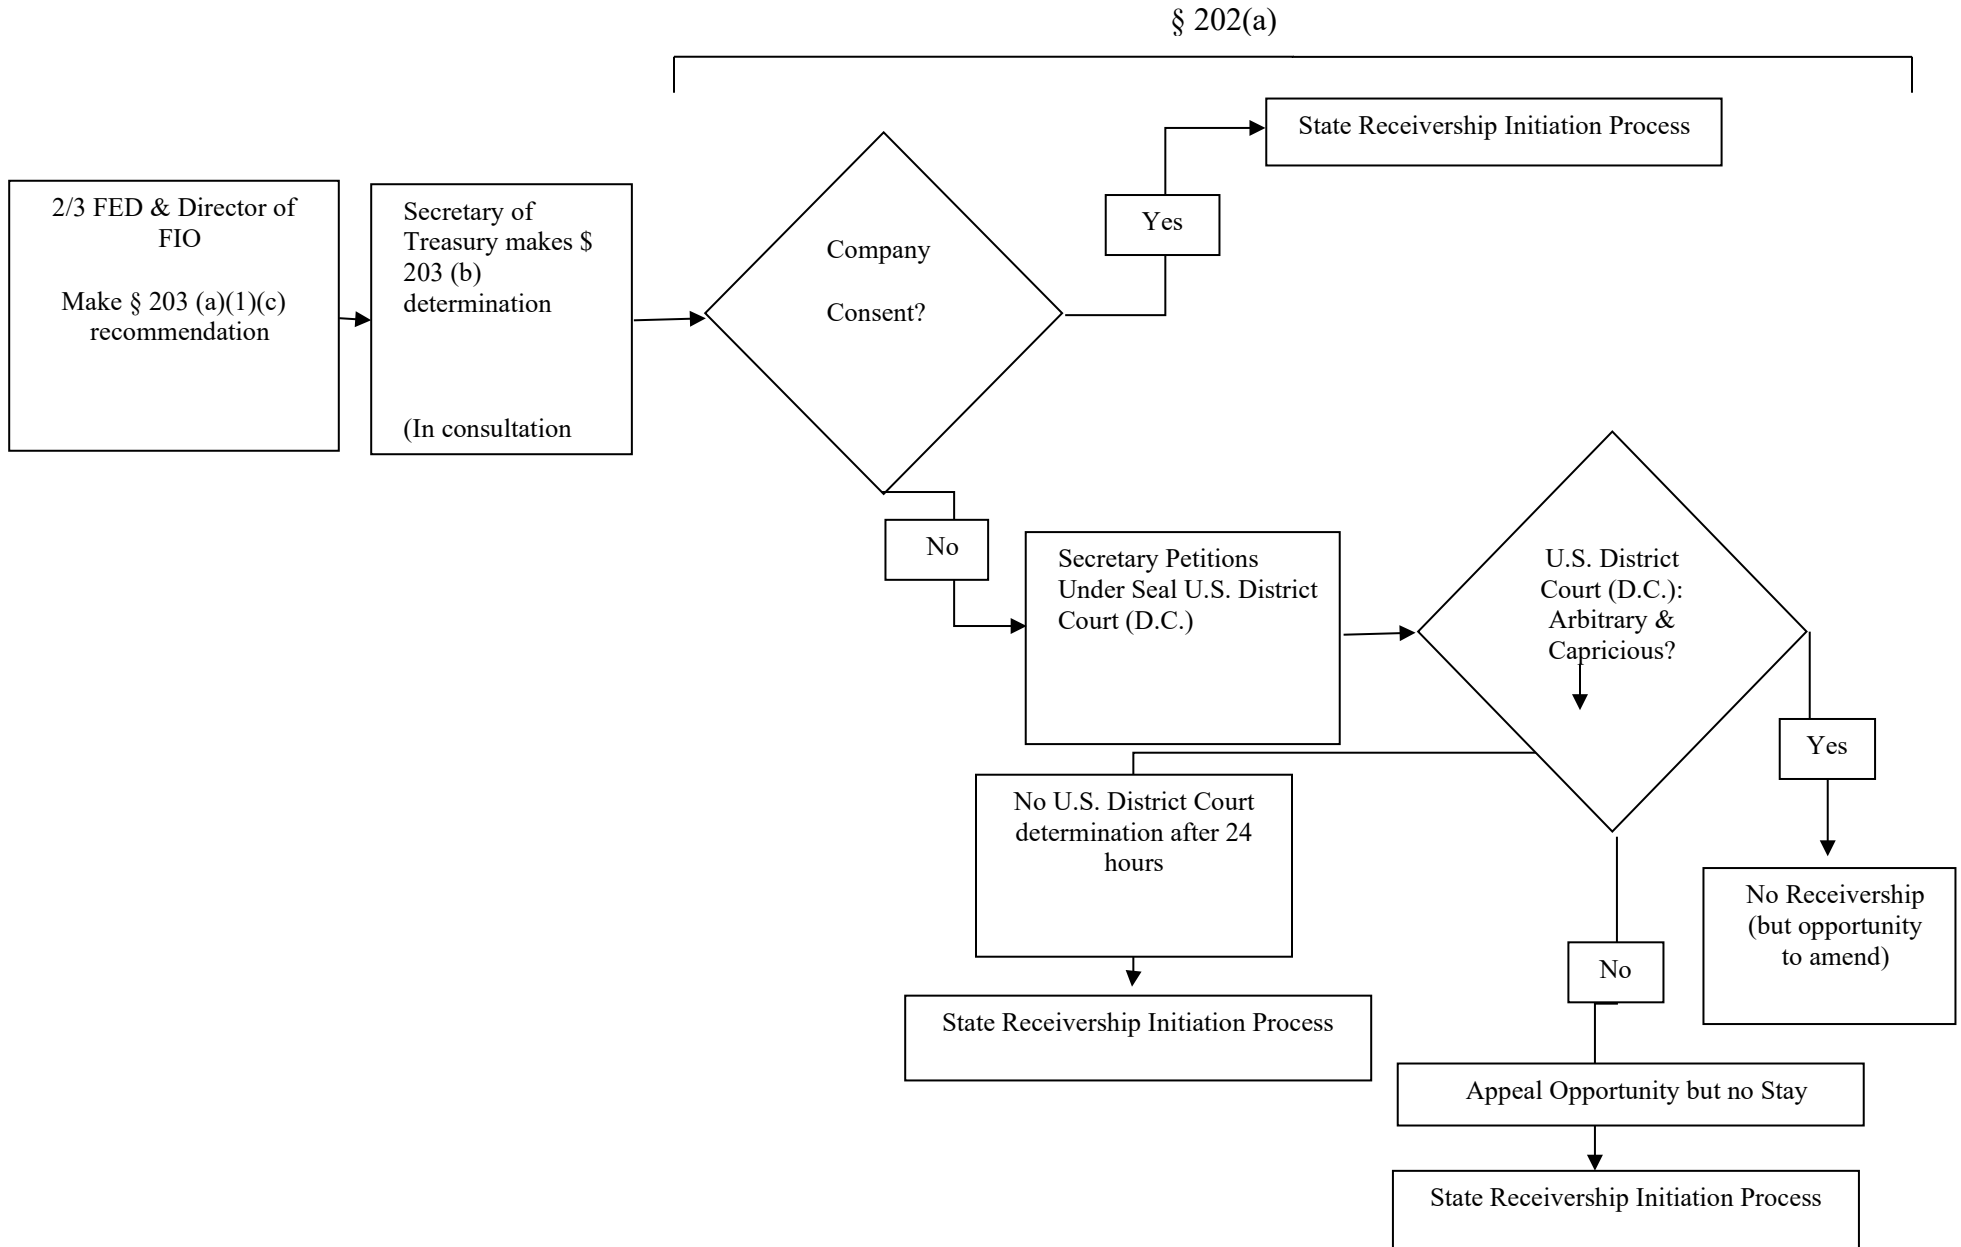 § 202(a)
State Receivership Initiation Process
Yes
2/3 FED & Director of
FIO
Make § 203 (a)(1)(c)
recommendation
Secretary of
Treasury makes $
203 (b)
determination
(In consultation
Company
Consent?
No
Secretary Petitions
Under Seal U.S. District
Court (D.C.)
U.S. District
Court (D.C.):
Arbitrary &
Capricious?
Yes
No U.S. District Court
determination after 24
hours
No Receivership
(but opportunity
to amend)
No
State Receivership Initiation Process
Appeal Opportunity but no Stay
State Receivership Initiation Process